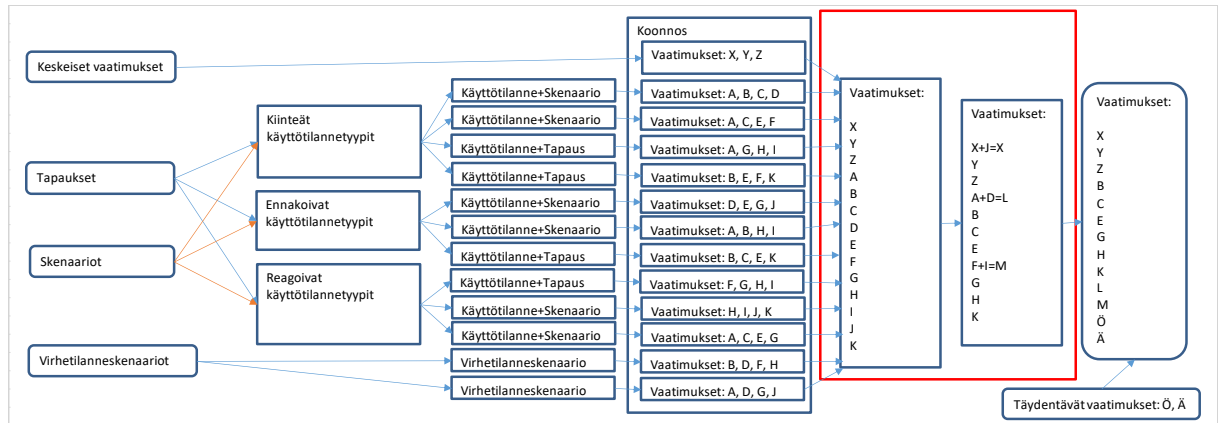 Keskeiset vaatimukset
Tapaukset
Skenaariot
Virhetilanneskenaariot
Kiinteät
käyttötilannetyypit
Ennakoivat
käyttötilannetyypit
Reagoivat
käyttötilannetyypit
Käyttötilanne+Skenaario
Käyttötilanne+Skenaario
Käyttötilanne+Tapaus
Käyttötilanne+Tapaus
Käyttötilanne+Skenaario
Käyttötilanne+Skenaario
Käyttötilanne+Tapaus
Käyttötilanne+Tapaus
Käyttötilanne+Skenaario
Käyttötilanne+Skenaario
Virhetilanneskenaario
Virhetilanneskenaario
Koonnos
Vaatimukset: X, Y, Z
Vaatimukset: A, B, C, D
Vaatimukset: A, C, E, F
Vaatimukset: A, G, H, I
Vaatimukset: B, E, F, K
Vaatimukset: D, E, G, J
Vaatimukset: A, B, H, I
Vaatimukset: B, C, E, K
Vaatimukset: F, G, H, I
Vaatimukset: H, I, J, K
Vaatimukset: A, C, E, G
Vaatimukset: B, D, F, H
Vaatimukset: A, D, G, J
Vaatimukset:
X
Y
Z
A
B
C
D
E
F
G
H
I
J
K
Vaatimukset:
X+J=X
Y
Z
A+D=L
B
C
E
F+I=M
G
H
K
Vaatimukset:
X
Y
Z
B
C
E
G
H
K
L
M
Ö
Ä
Täydentävät vaatimukset: Ö, Ä